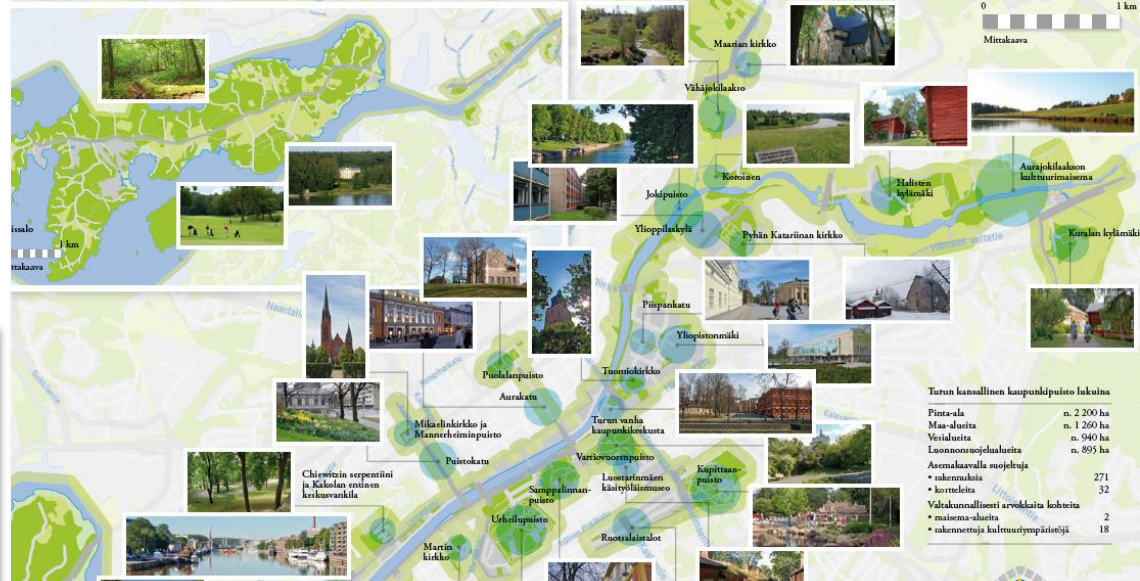 0 1 km
Mittakaava
Maarian kirkko
Vähäjokilaakso
Koroinen
Jokipuisto
Ylioppilaskylä
Pyhän Katariinan kirkko
Halisten
kylämäki
Aurajokilaakson
kulttuurimaisema
Kuralan kylämäki
Hämeen valtatie
issalo
1 km
ttakaava
Piispankatu
Yliopistonmäki
Tuomiokirkko
Puolalanpuisto
Aurakatu
Turun vanha
kaupunkikeskusta
Mikaelinkirkko ja
Mannerheiminpuisto
Puistokatu
Vartiovuorenpuisto
Luostarinmäen
käsityöläismuseo
Kupittaan-
puisto
Chiewitzin serpentiini
ja Kakolan entinen
keskusvankila
Samppalinnan-
puisto
Urheilupuisto
Ruotsalaistalot
Martin
kirkko
Turun kansallinen kaupunkipuisto lukuina
Pinta-ala n. 2 200 ha
Maa-alueita n. 1 260 ha
Vesialueita n. 940 ha
Luonnonsuojelualueita n. 895 ha
Asemakaavalla suojeltuja
• rakennuksia 271
• kortteleita 32
Valtakunnallisesti arvokkaita kohteita
• maisema-alueita 2
• rakennettuja kulttuuriympäristöjä 18